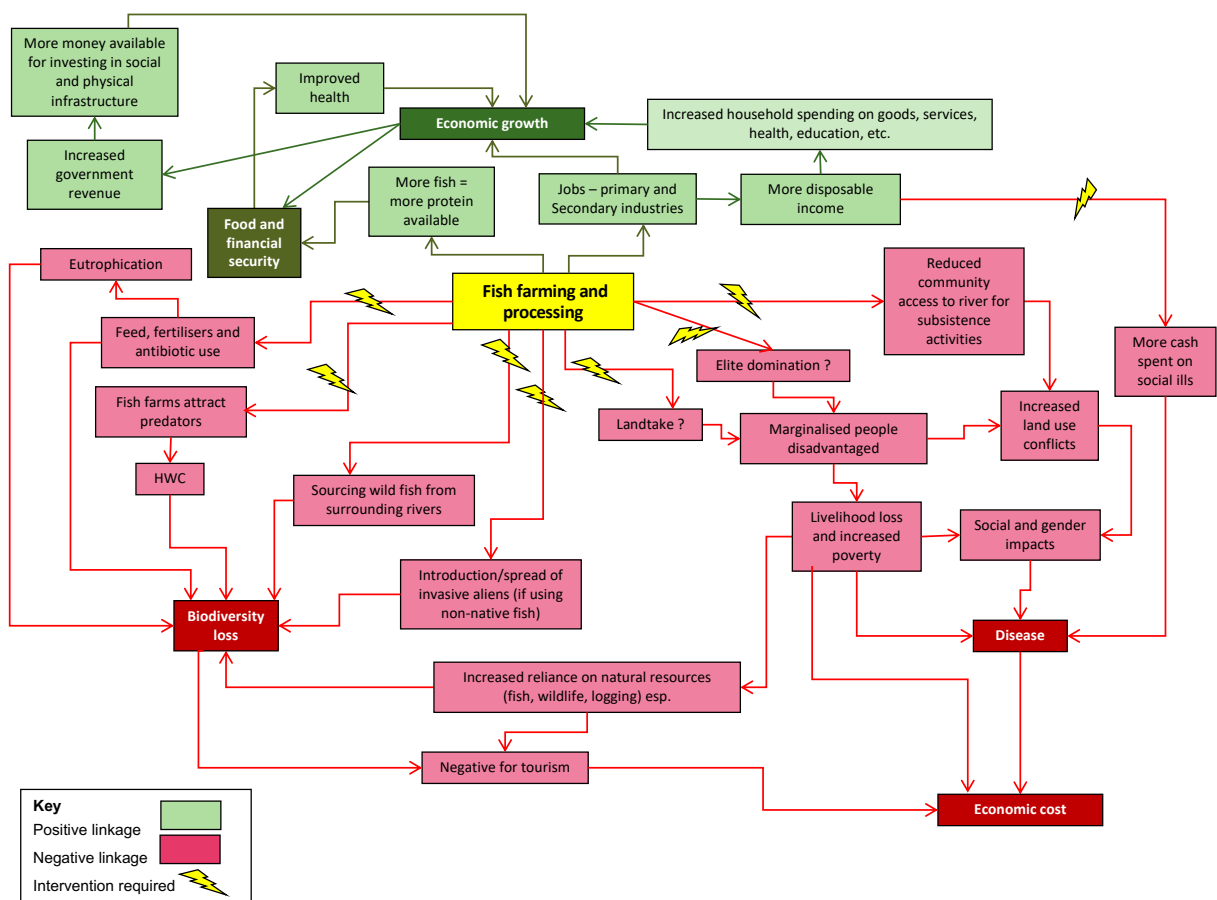 More money available
for investing in social
and physical
infrastructure
Improved
health
Economic growth
Increased household spending on goods, services,
health, education, etc.
Increased
government
revenue
More fish =
more protein
available
Jobs – primary and
Secondary industries
More disposable
income
Food and
financial
security
Eutrophication
Fish farming and
processing
Reduced
community
access to river for
subsistence
activities
Feed, fertilisers and
antibiotic use
More cash
spent on
social ills
Elite domination ?
Fish farms attract
predators
Landtake ?
Marginalised people
disadvantaged
Increased
land use
conflicts
HWC
Sourcing wild fish from
surrounding rivers
Livelihood loss
and increased
poverty
Social and gender
impacts
Introduction/spread of
invasive aliens (if using
non-native fish)
Biodiversity
loss
Disease
Increased reliance on natural resources
(fish, wildlife, logging) esp.
Negative for tourism
Economic cost
Key
Positive linkage
Negative linkage
Intervention required